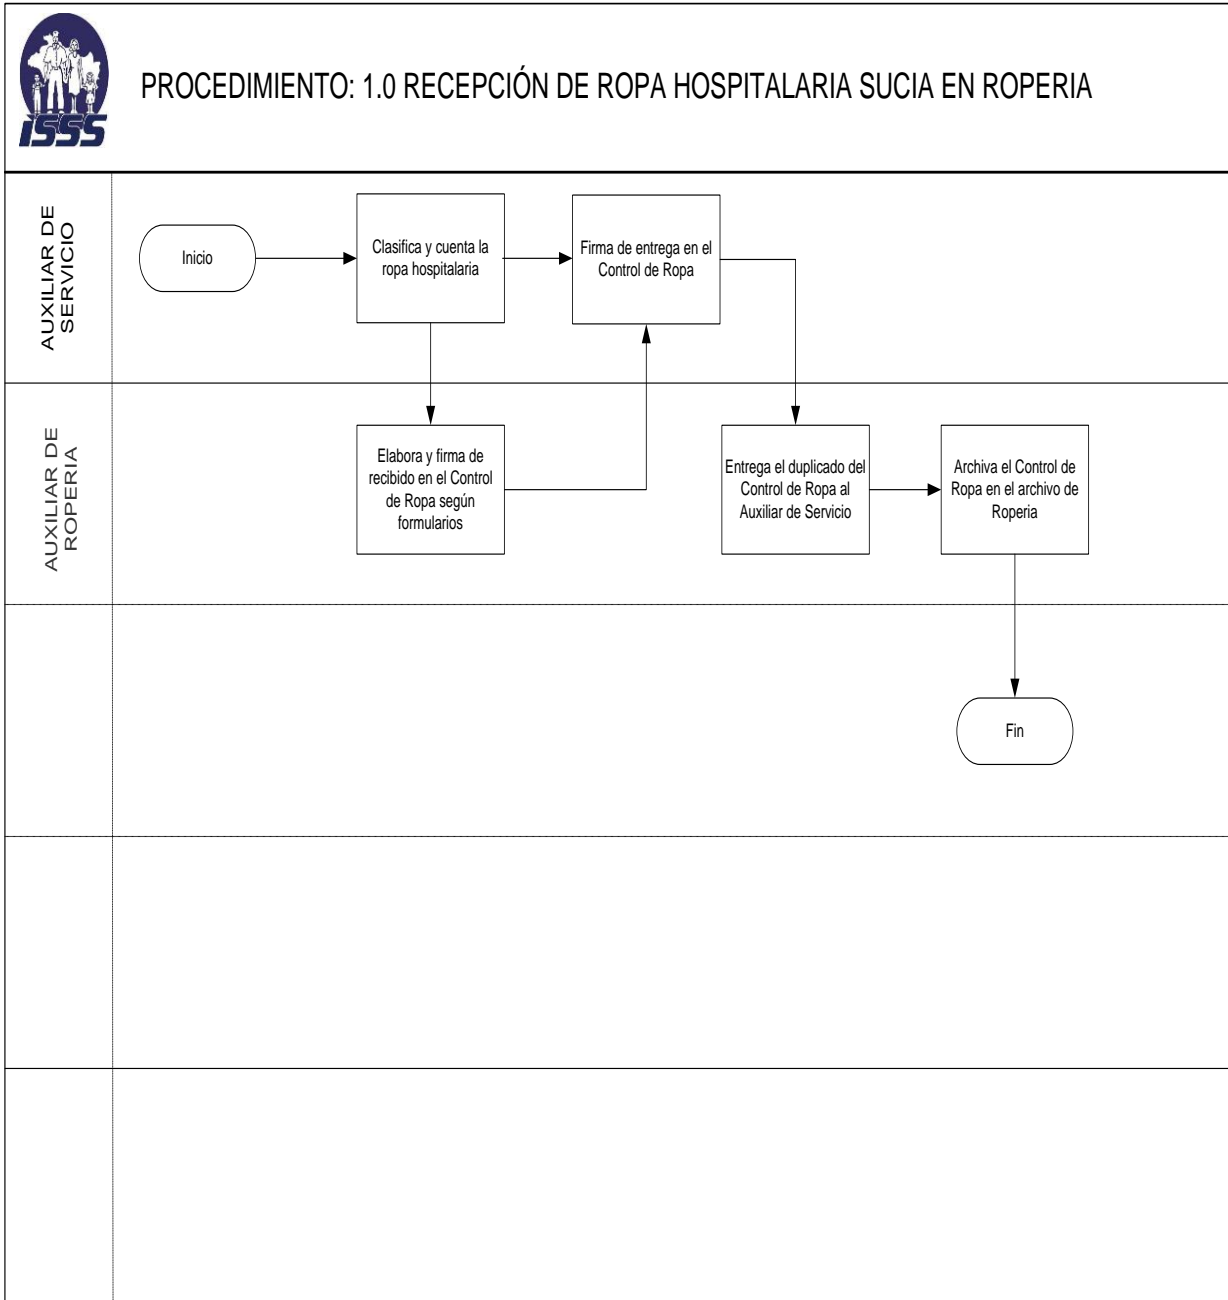 ISSS
PROCEDIMIENTO: 1.0 RECEPCIÓN DE ROPA HOSPITALARIA SUCIA EN ROPERIA
AUXILIAR DE
SERVICIO
Inicio
Clasifica y cuenta la
ropa hospitalaria
Firma de entrega en el
Control de Ropa
AUXILIAR DE
ROPERIA
Elabora y firma de
recibido en el Control
de Ropa según
formularios
Entrega el duplicado del
Control de Ropa al
Auxiliar de Servicio
Archiva el Control de
Ropa en el archivo de
Roperia
Fin